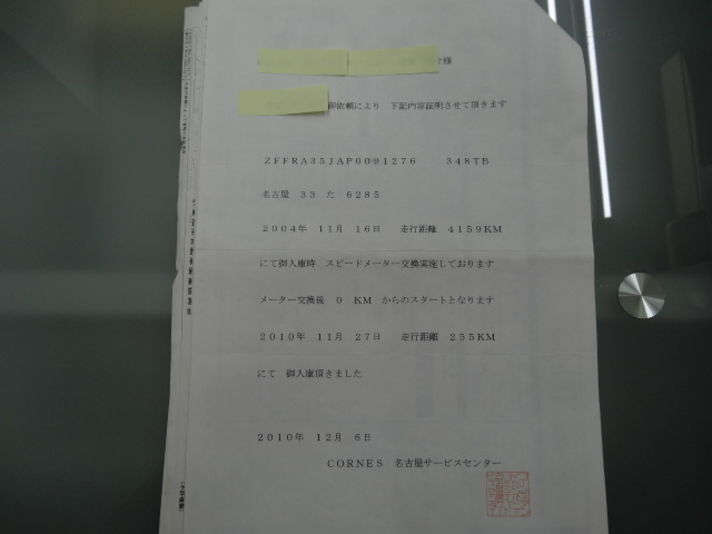 様
御依頼により 下記内容証明させて頂きます
ZFFRA35JAP0091276 348TB
名古屋 33 た 6285
2004年 11月 16日 走行距離 4159KM
にて御入庫時 スピードメーター交換実施しております
メーター交換後 0 KM からのスタートとなります
2010年 11月 27日 走行距離 255KM
にて 御入庫頂きました
2010年 12月 6日
CORNES 名古屋サービスセンター